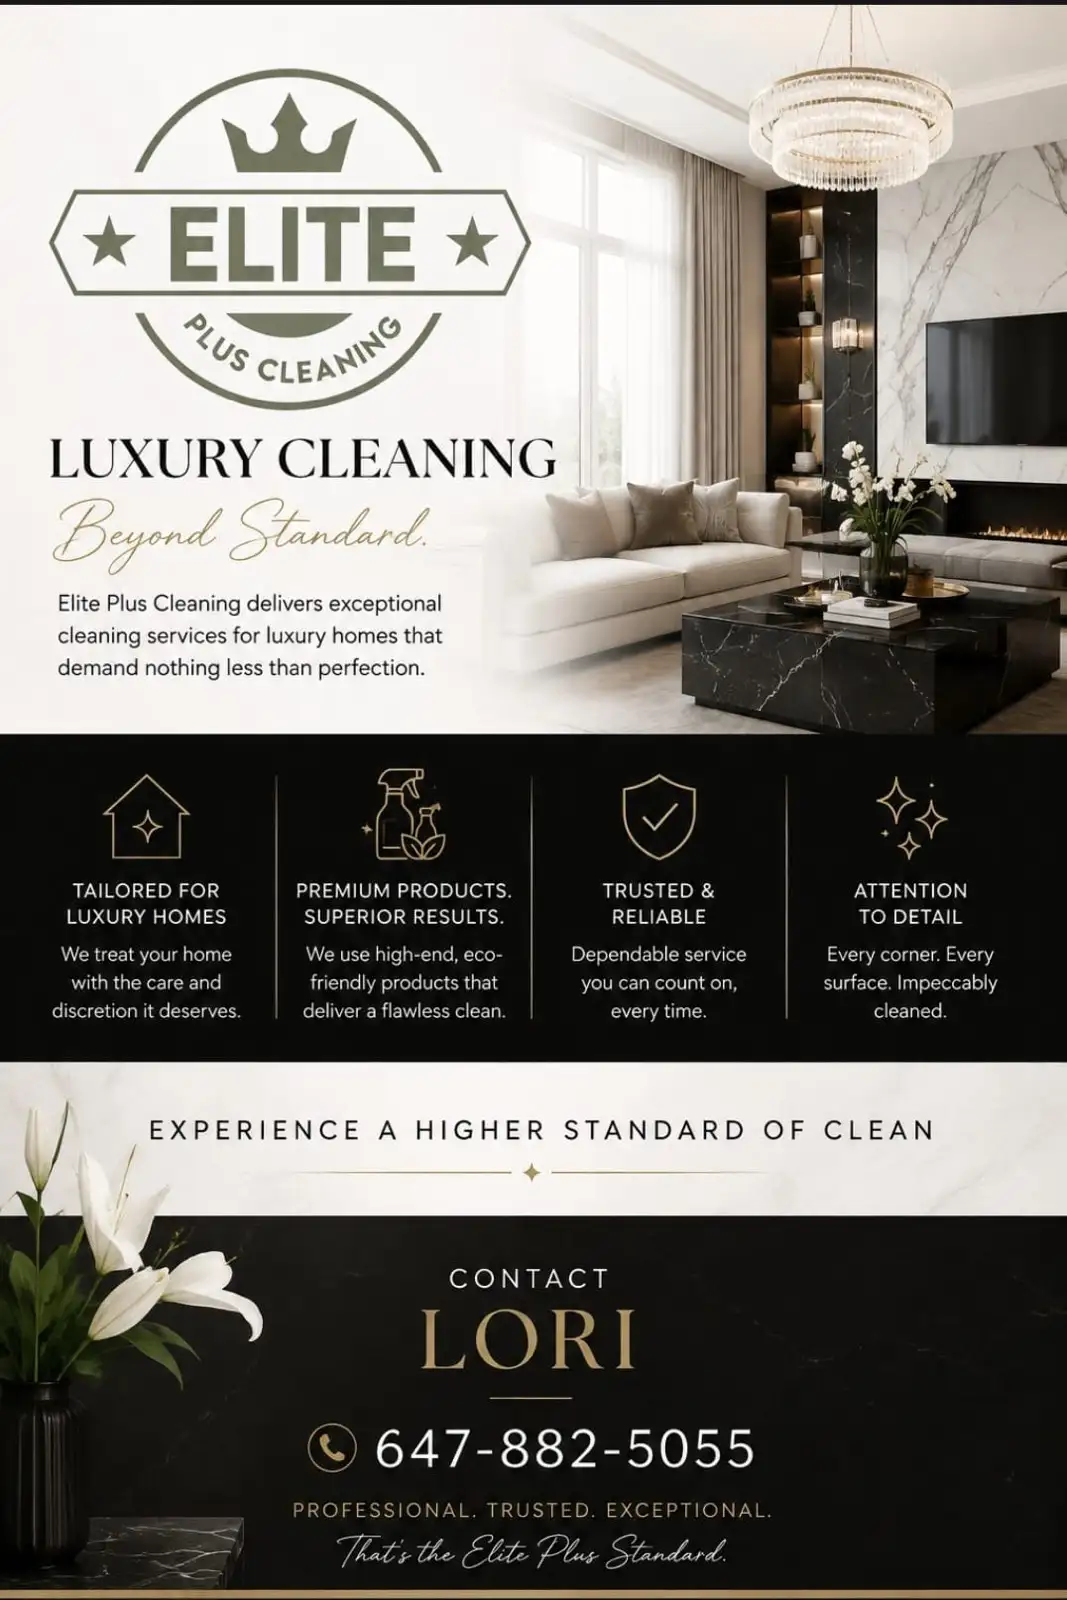 ELITE
PLUS CLEANING
LUXURY CLEANING
Beyond Standard.
Elite Plus Cleaning delivers exceptional
cleaning services for luxury homes that
demand nothing less than perfection.
TAILORED FOR
LUXURY HOMES
We treat your home
with the care and
discretion it deserves.
PREMIUM PRODUCTS.
SUPERIOR RESULTS.
We use high-end, eco-
friendly products that
deliver a flawless clean.
TRUSTED &
RELIABLE
Dependable service
you can count on,
every time.
ATTENTION
TO DETAIL
Every corner. Every
surface. Impeccably
cleaned.
EXPERIENCE A HIGHER STANDARD OF CLEAN
CONTACT
LORI
647-882-5055
PROFESSIONAL. TRUSTED. EXCEPTIONAL.
That's the Elite Plus Standard.